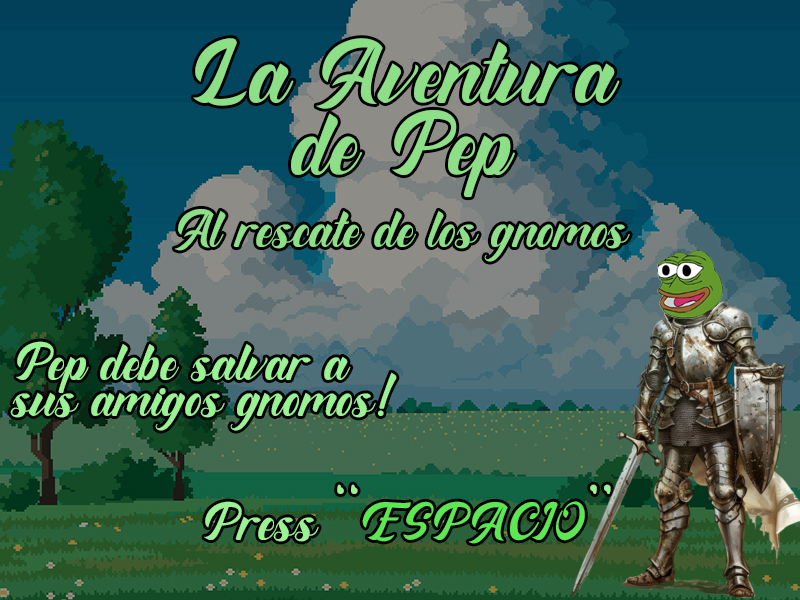 La Aventura
de Pep
Al rescate de los gnomos
Pep debe salvar a
sus amigos gnomos!
Press "ESPACIO"